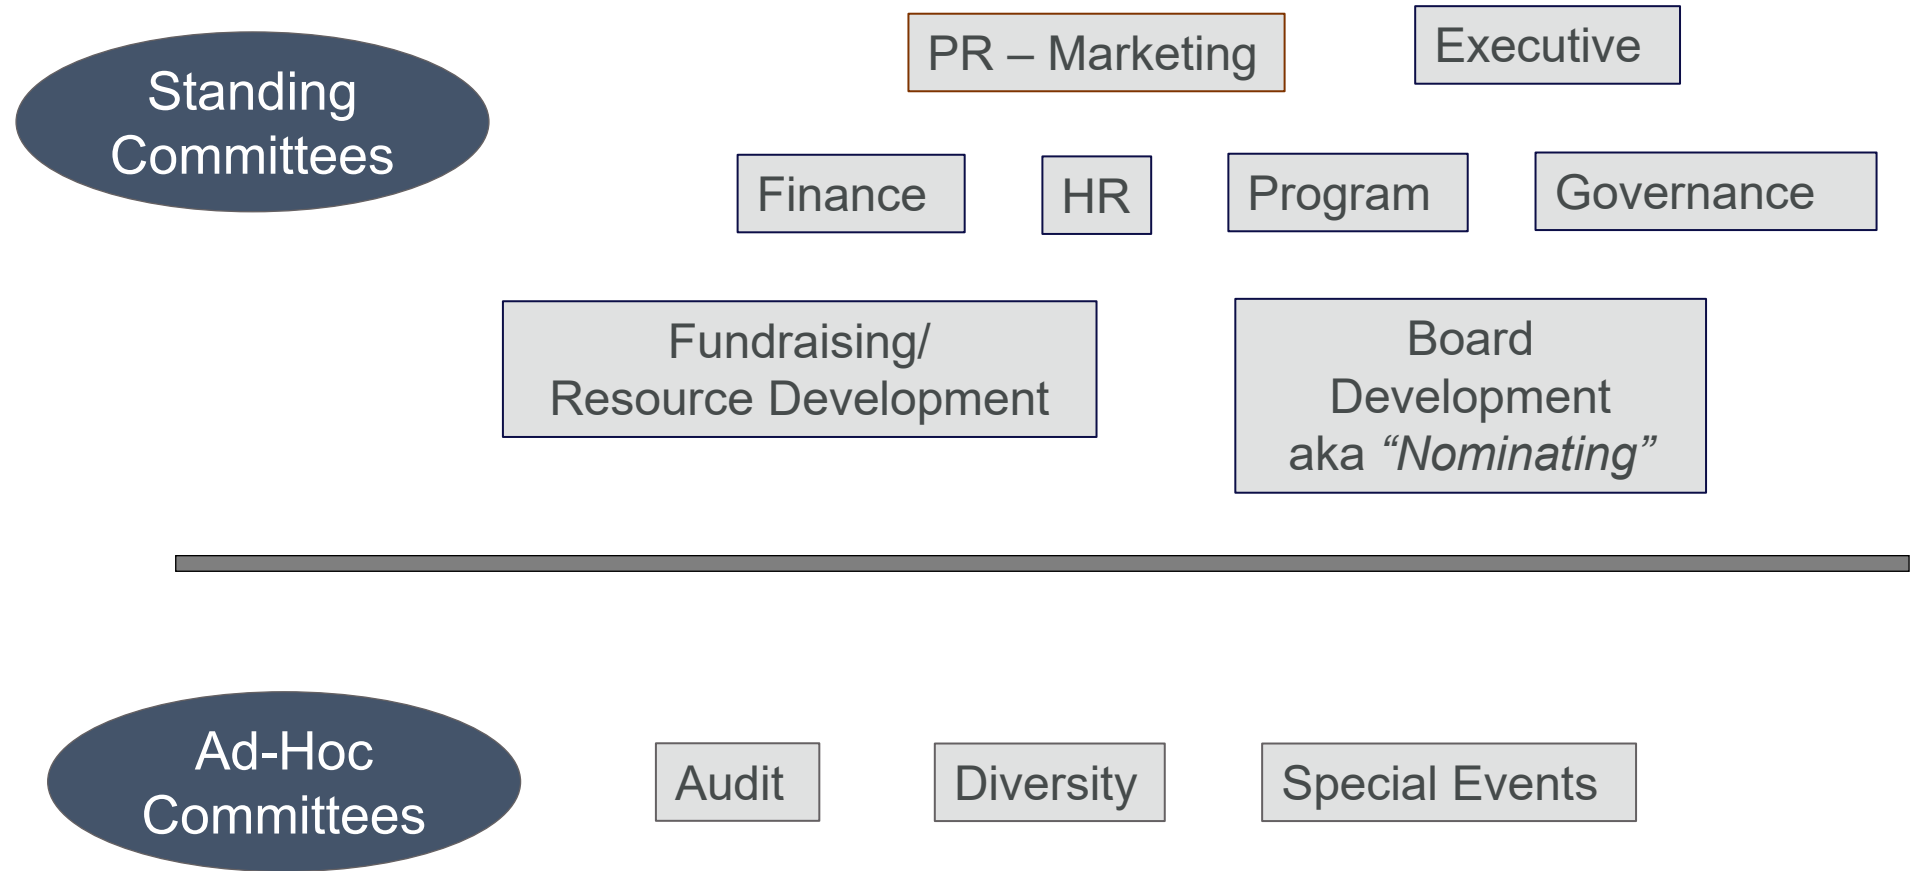 Standing
Committees
PR – Marketing
Executive
Finance
HR
Program
Governance
Fundraising/
Resource Development
Board
Development
aka “Nominating”
Ad-Hoc
Committees
Audit
Diversity
Special Events